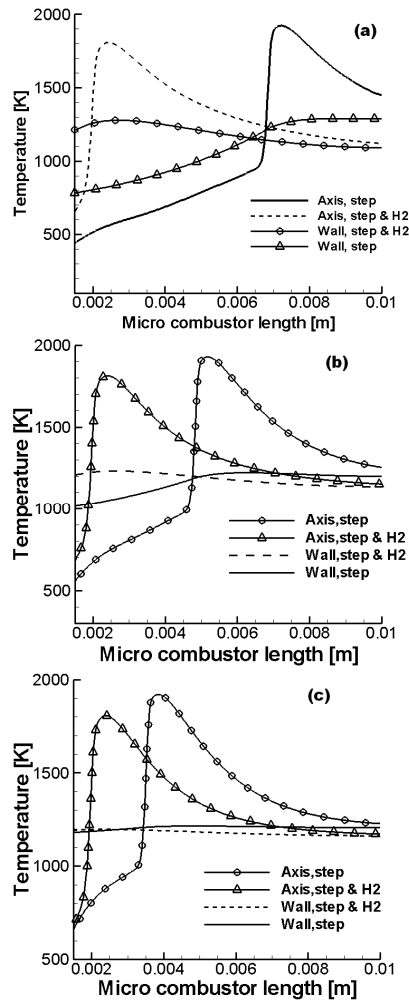 2000
(a)
1500
Temperature [K]
1000
Axis, step
Axis, step & H2
Wall, step & H2
Wall, step
500
0.002 0.004 0.006 0.008 0.01
Micro combustor length [m]
2000
(b)
1500
Temperature [K]
1000
Axis,step
Axis,step & H2
Wall,step & H2
Wall,step
500
0.002 0.004 0.006 0.008 0.01
Micro combustor length [m]
2000
(c)
1500
Temperature [K]
1000
Axis,step
Axis,step & H2
Wall,step & H2
Wall,step
500
0.002 0.004 0.006 0.008 0.01
Micro combustor length [m]